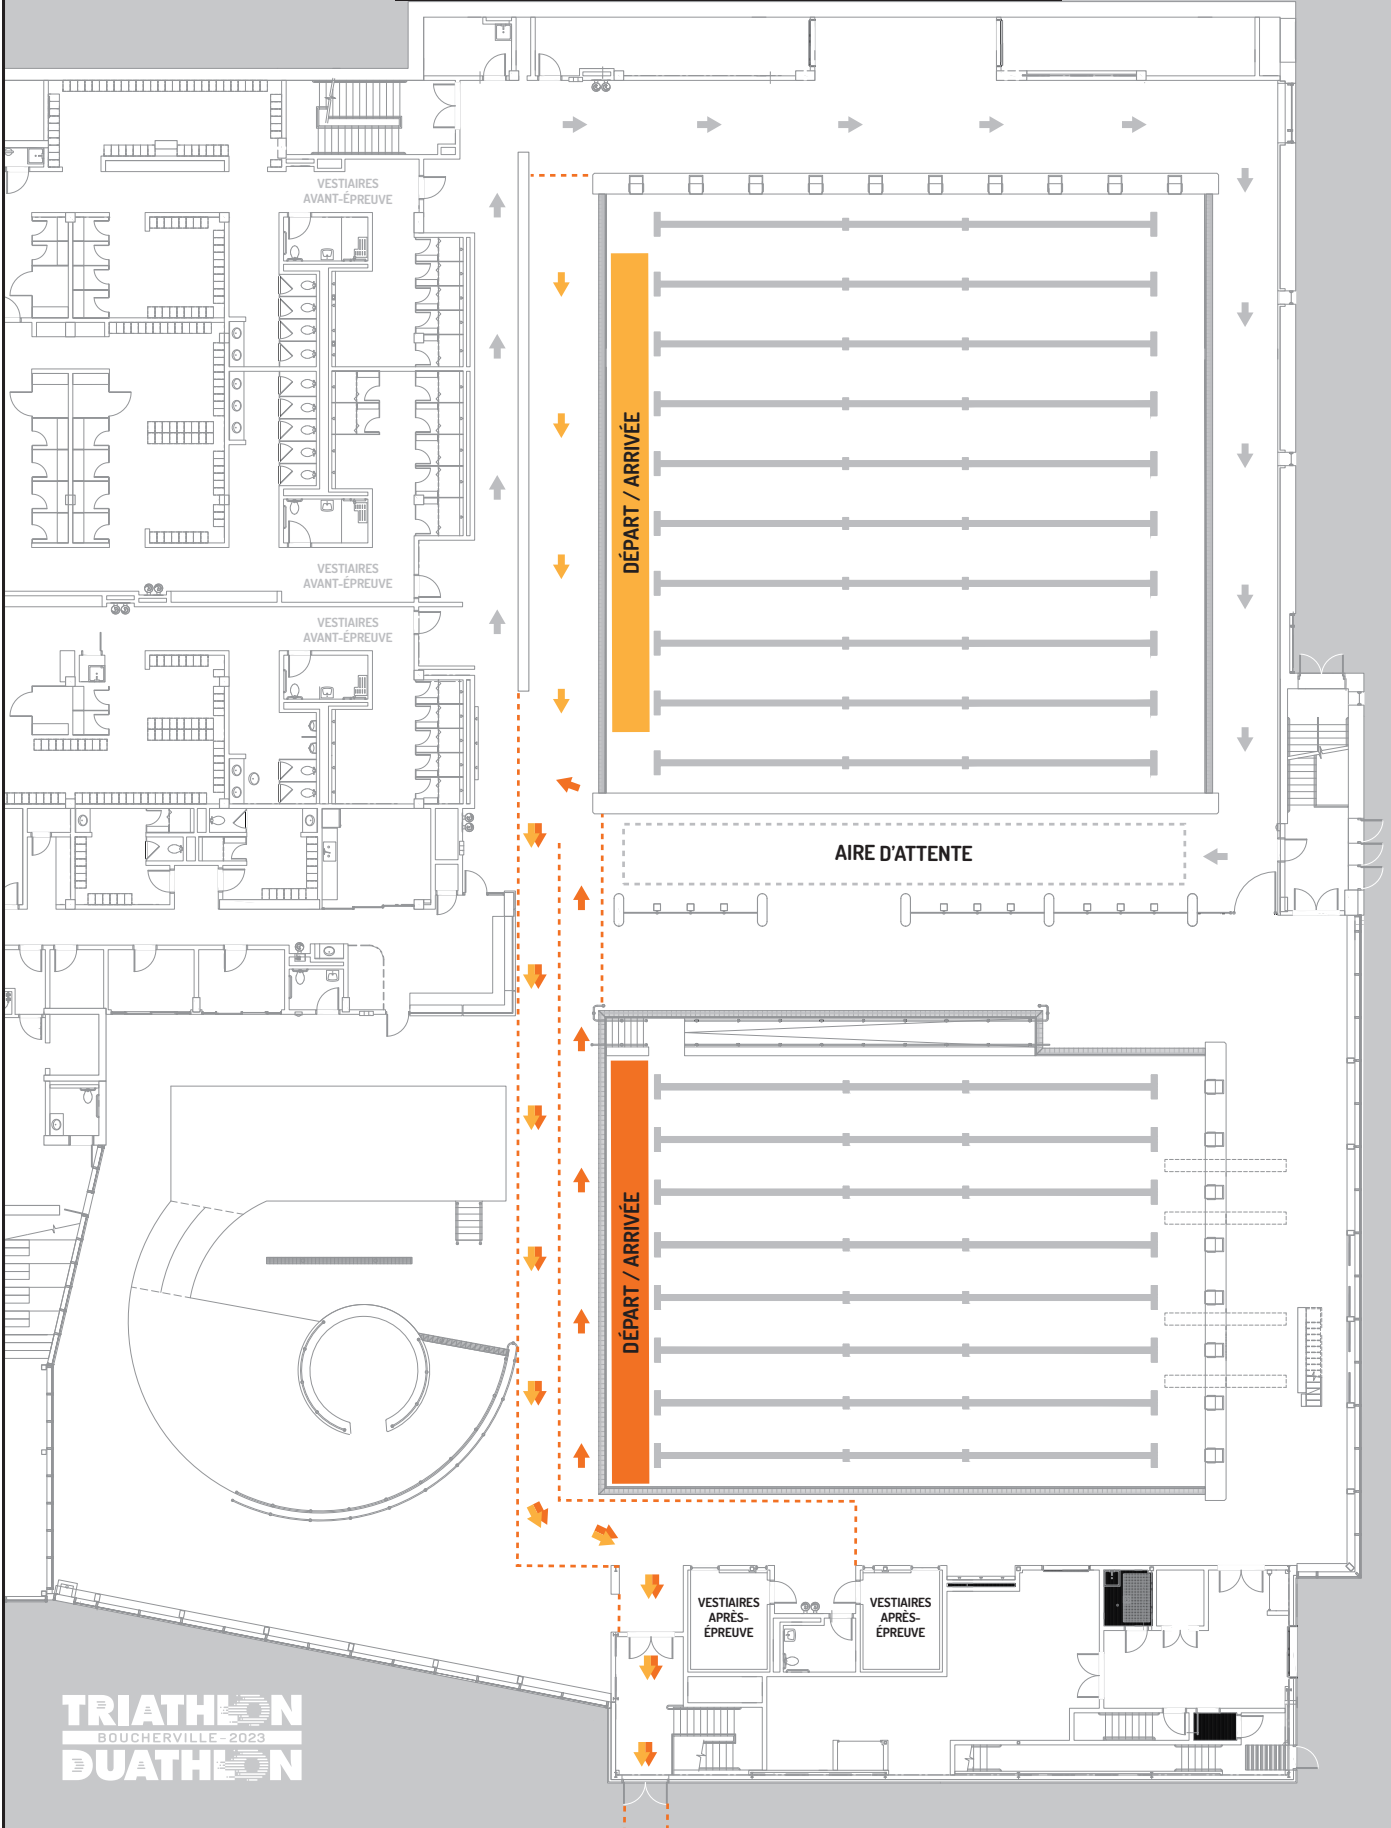 VESTIAIRES
AVANT-ÉPREUVE
DÉPART / ARRIVÉE
VESTIAIRES
AVANT-ÉPREUVE
VESTIAIRES
AVANT-ÉPREUVE
AIRE D'ATTENTE
DÉPART / ARRIVÉE
VESTIAIRES
APRÈS-
ÉPREUVE
VESTIAIRES
APRÈS-
ÉPREUVE
TRIATHLON
BOUCHERVILLE - 2023
DUATHLON